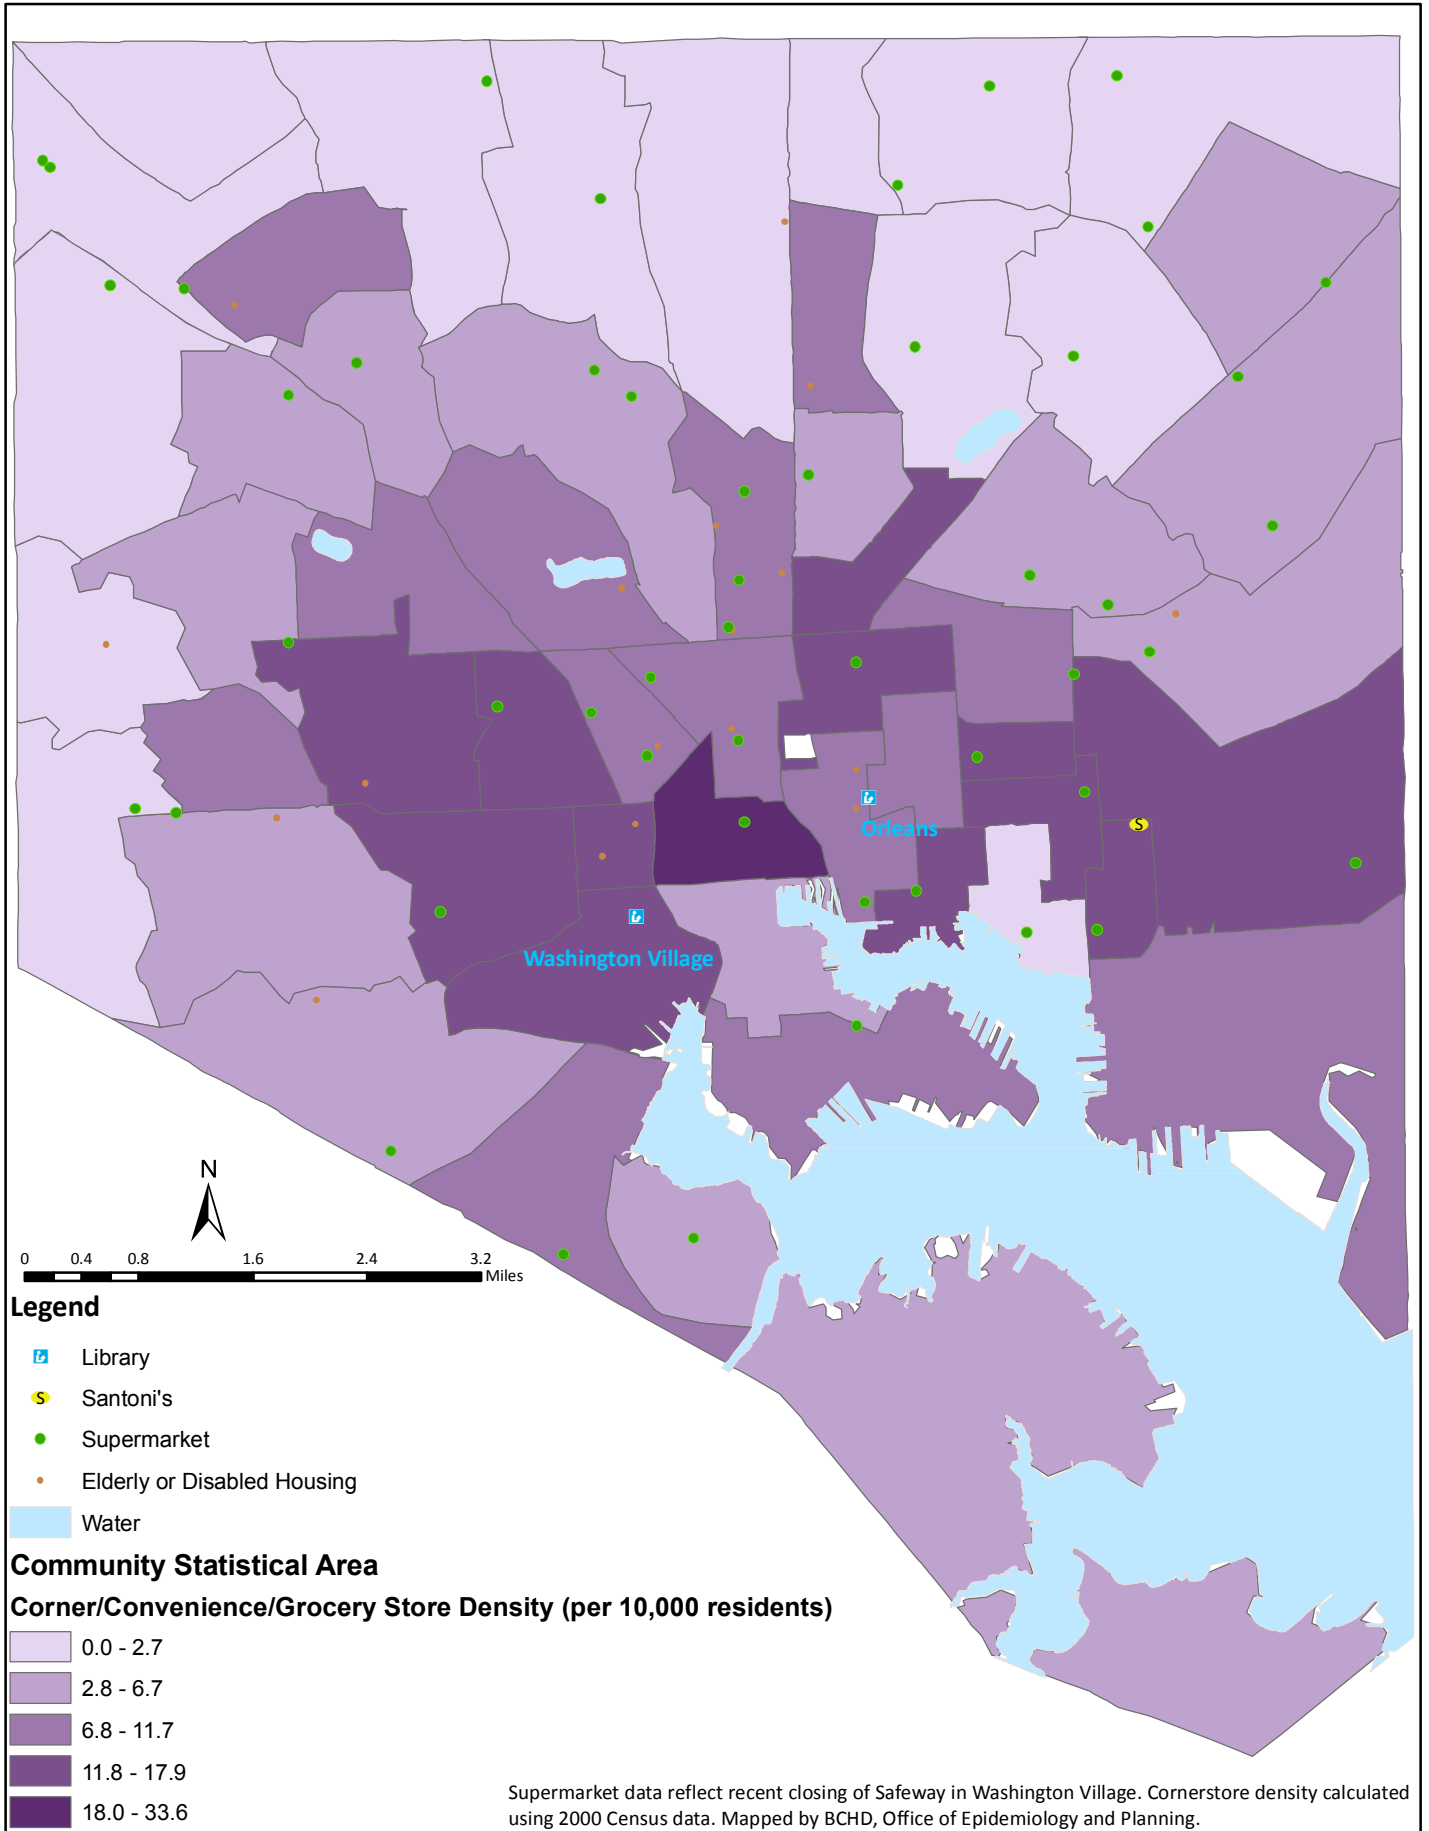 S
Orleans
Washington Village
N
0 0.4 0.8 1.6 2.4 3.2
Miles
Legend
Library
S Santoni's
Supermarket
Elderly or Disabled Housing
Water
Community Statistical Area
Corner/Convenience/Grocery Store Density (per 10,000 residents)
0.0 - 2.7
2.8 - 6.7
6.8 - 11.7
11.8 - 17.9
18.0 - 33.6
Supermarket data reflect recent closing of Safeway in Washington Village. Cornerstore density calculated
using 2000 Census data. Mapped by BCHD, Office of Epidemiology and Planning.